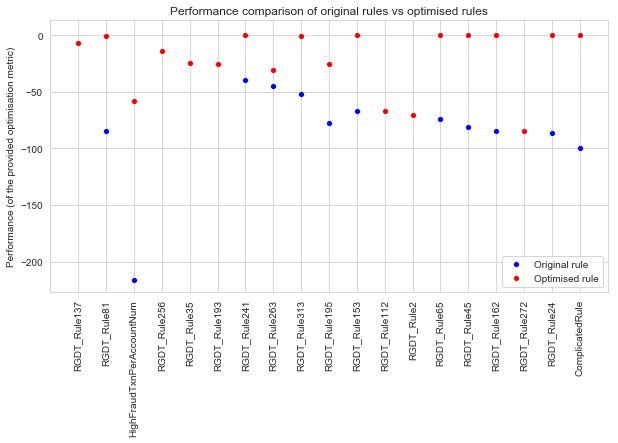 Performance comparison of original rules vs optimised rules
Performance (of the provided optimisation metric)
0
−50
−100
−150
−200
Original rule
Optimised rule
RGDT_Rule137
RGDT_Rule81
HighFraudTxnPerAccountNum
RGDT_Rule256
RGDT_Rule35
RGDT_Rule193
RGDT_Rule241
RGDT_Rule263
RGDT_Rule313
RGDT_Rule195
RGDT_Rule153
RGDT_Rule112
RGDT_Rule2
RGDT_Rule65
RGDT_Rule45
RGDT_Rule162
RGDT_Rule272
RGDT_Rule24
ComplicatedRule